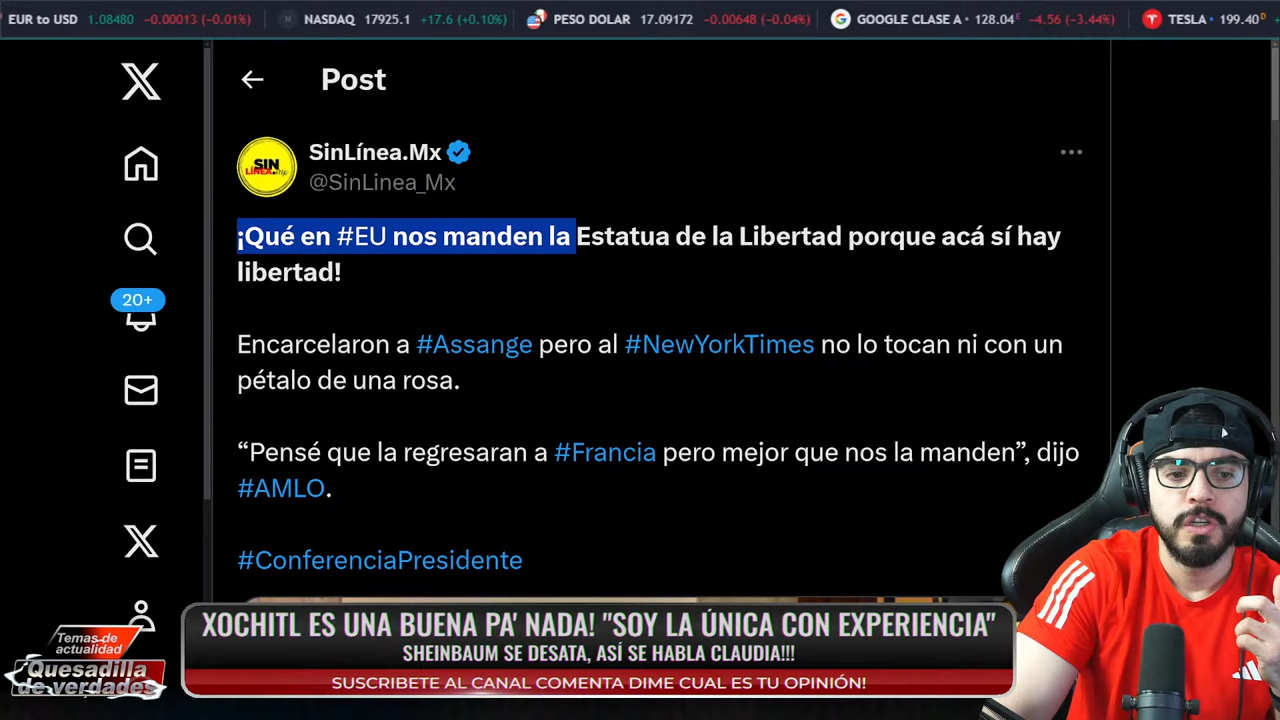 EUR to USD 1.08480 -0.00013 (-0.01%) NASDAQ 17925.1 +17.6 (+0.10%) PESO DOLAR 17.09172 -0.00648 (-0.04%) GOOGLE CLASE A 128.04 E -4.56 (-3.44%) TESLA 199.40 D
Post
SinLínea.Mx
@SinLinea_Mx
SIN
LÍNEA.mx
¡Qué en #EU nos manden la Estatua de la Libertad porque acá sí hay
libertad!
20+
Encarcelaron a #Assange pero al #NewYorkTimes no lo tocan ni con un
pétalo de una rosa.
“Pensé que la regresaran a #Francia pero mejor que nos la manden”, dijo
#AMLO.
#ConferenciaPresidente
XOCHITL ES UNA BUENA PA' NADA! "SOY LA ÚNICA CON EXPERIENCIA"
SHEINBAUM SE DESATA, ASÍ SE HABLA CLAUDIA!!!
SUSCRIBETE AL CANAL COMENTA DIME CUAL ES TU OPINIÓN!
Temas de
actualidad
Quesadilla
de verdades